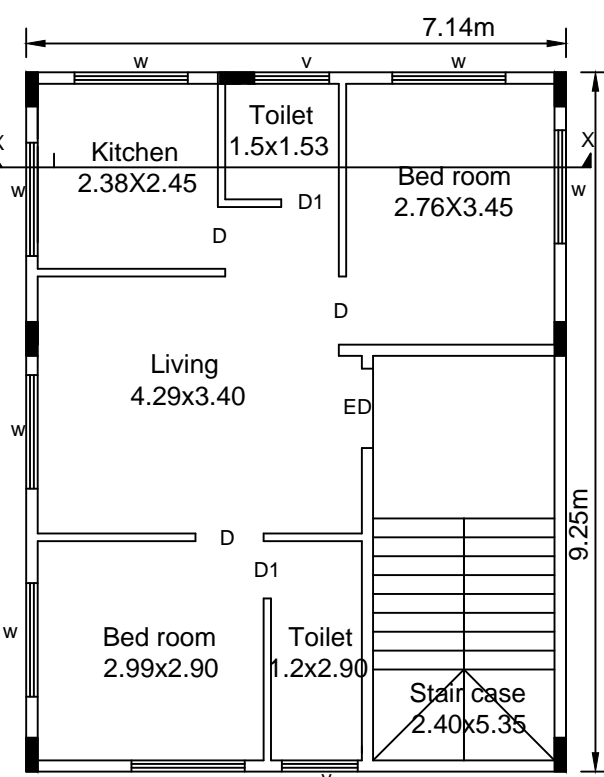 7.14m
w
v
w
Toilet
1.5x1.53
X
X
Kitchen
2.38X2.45
Bed room
2.76X3.45
w
w
D1
D
D
Living
4.29x3.40
ED
w
9.25m
D
D1
w
Bed room
2.99x2.90
Toilet
1.2x2.90
Stair case
2.40x5.35
v